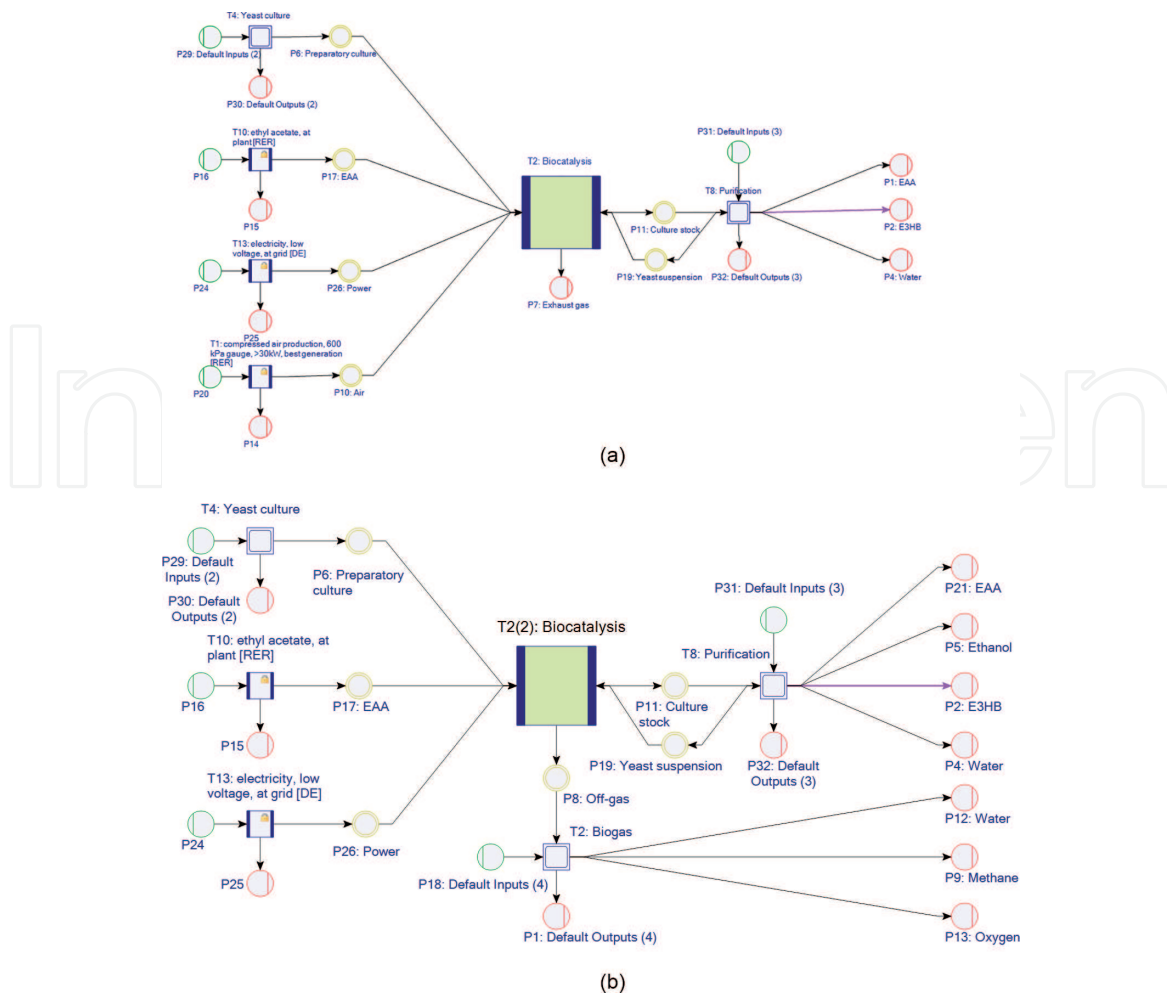 T4: Yeast culture
P29: Default Inputs (2)
P6: Preparatory culture
P30: Default Outputs (2)
T10: ethyl acetate, at
plant [RER]
P16
P17: EAA
P15
T13: electricity, low
voltage, at grid [DE]
P24
P26: Power
P25
T1: compressed air production, 600
kPa gauge, >30kW, best generation
[RER]
P20
P10: Air
P14
T2: Biocatalysis
P7: Exhaust gas
P11: Culture stock
P19: Yeast suspension
P31: Default Inputs (3)
T8: Purification
P32: Default Outputs (3)
P1: EAA
P2: E3HB
P4: Water
(a)
T4: Yeast culture
P29: Default
Inputs (2)
P6: Preparatory
culture
P30: Default
Outputs (2)
T10: ethyl acetate, at
plant [RER]
P16
P17: EAA
P15
T13: electricity, low
voltage, at grid [DE]
P24
P26: Power
P25
T2(2): Biocatalysis
P11: Culture
stock
P19: Yeast suspension
P31: Default Inputs (3)
T8: Purification
P32: Default
Outputs (3)
P21: EAA
P5: Ethanol
P2: E3HB
P4: Water
P8: Off-gas
T2: Biogas
P18: Default Inputs (4)
P1: Default Outputs (4)
P12: Water
P9: Methane
P13: Oxygen
(b)